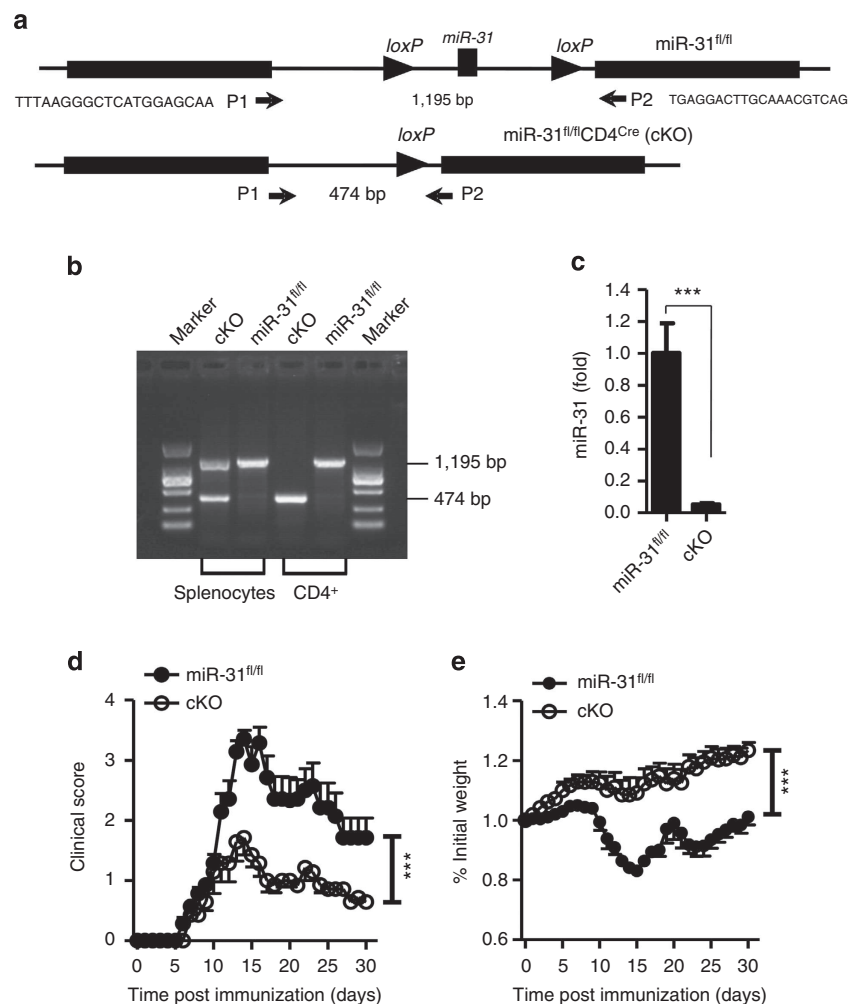 a
loxP miR-31 loxP miR-31fl/fl
TTTAAGGGCTCATGGAGCAA P1 1,195 bp P2 TGAGGACTTGCAAACGTCAG
loxP miR-31fl/flCD4Cre (cKO)
P1 474 bp P2
b
Marker cKO miR-31fl/fl cKO miR-31fl/fl Marker
1,195 bp
474 bp
Splenocytes CD4+
c
miR-31 (fold)
1.4
1.2
1.0
0.8
0.6
0.4
0.2
0.0
***
miR-31fl/fl cKO
d
miR-31fl/fl
cKO
Clinical score
4
3
2
1
0
***
0 5 10 15 20 25 30
Time post immunization (days)
e
miR-31fl/fl
cKO
% Initial weight
1.4
1.2
1.0
0.8
0.6
***
0 5 10 15 20 25 30
Time post immunization (days)